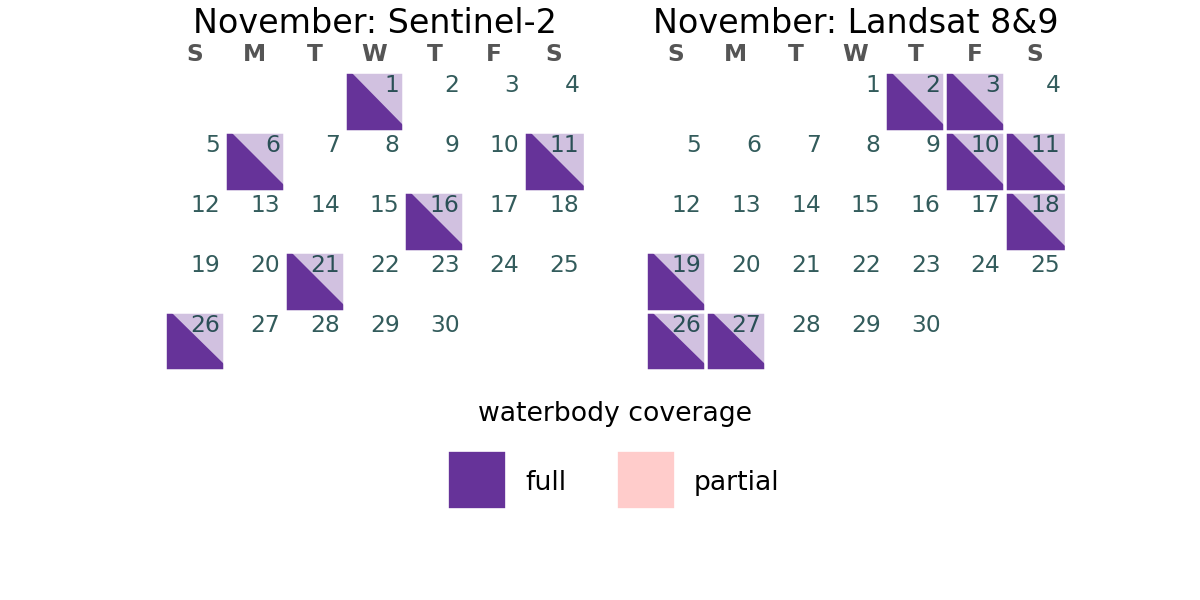 November: Sentinel-2
S M T W T F S
1 2 3 4
5 6 7 8 9 10 11
12 13 14 15 16 17 18
19 20 21 22 23 24 25
26 27 28 29 30
November: Landsat 8&9
S M T W T F S
1 2 3 4
5 6 7 8 9 10 11
12 13 14 15 16 17 18
19 20 21 22 23 24 25
26 27 28 29 30
waterbody coverage
full partial